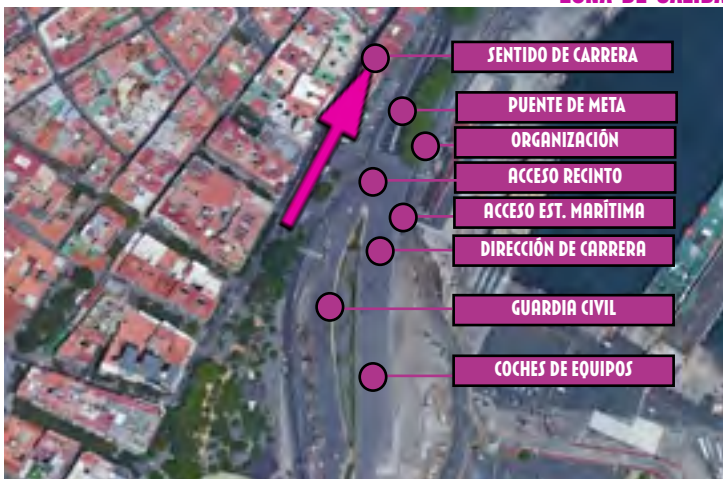 SENTIDO DE CARRERA
PUENTE DE META
ORGANIZACIÓN
ACCESO RECINTO
ACCESO EST. MARÍTIMA
DIRECCIÓN DE CARRERA
GUARDIA CIVIL
COCHES DE EQUIPOS